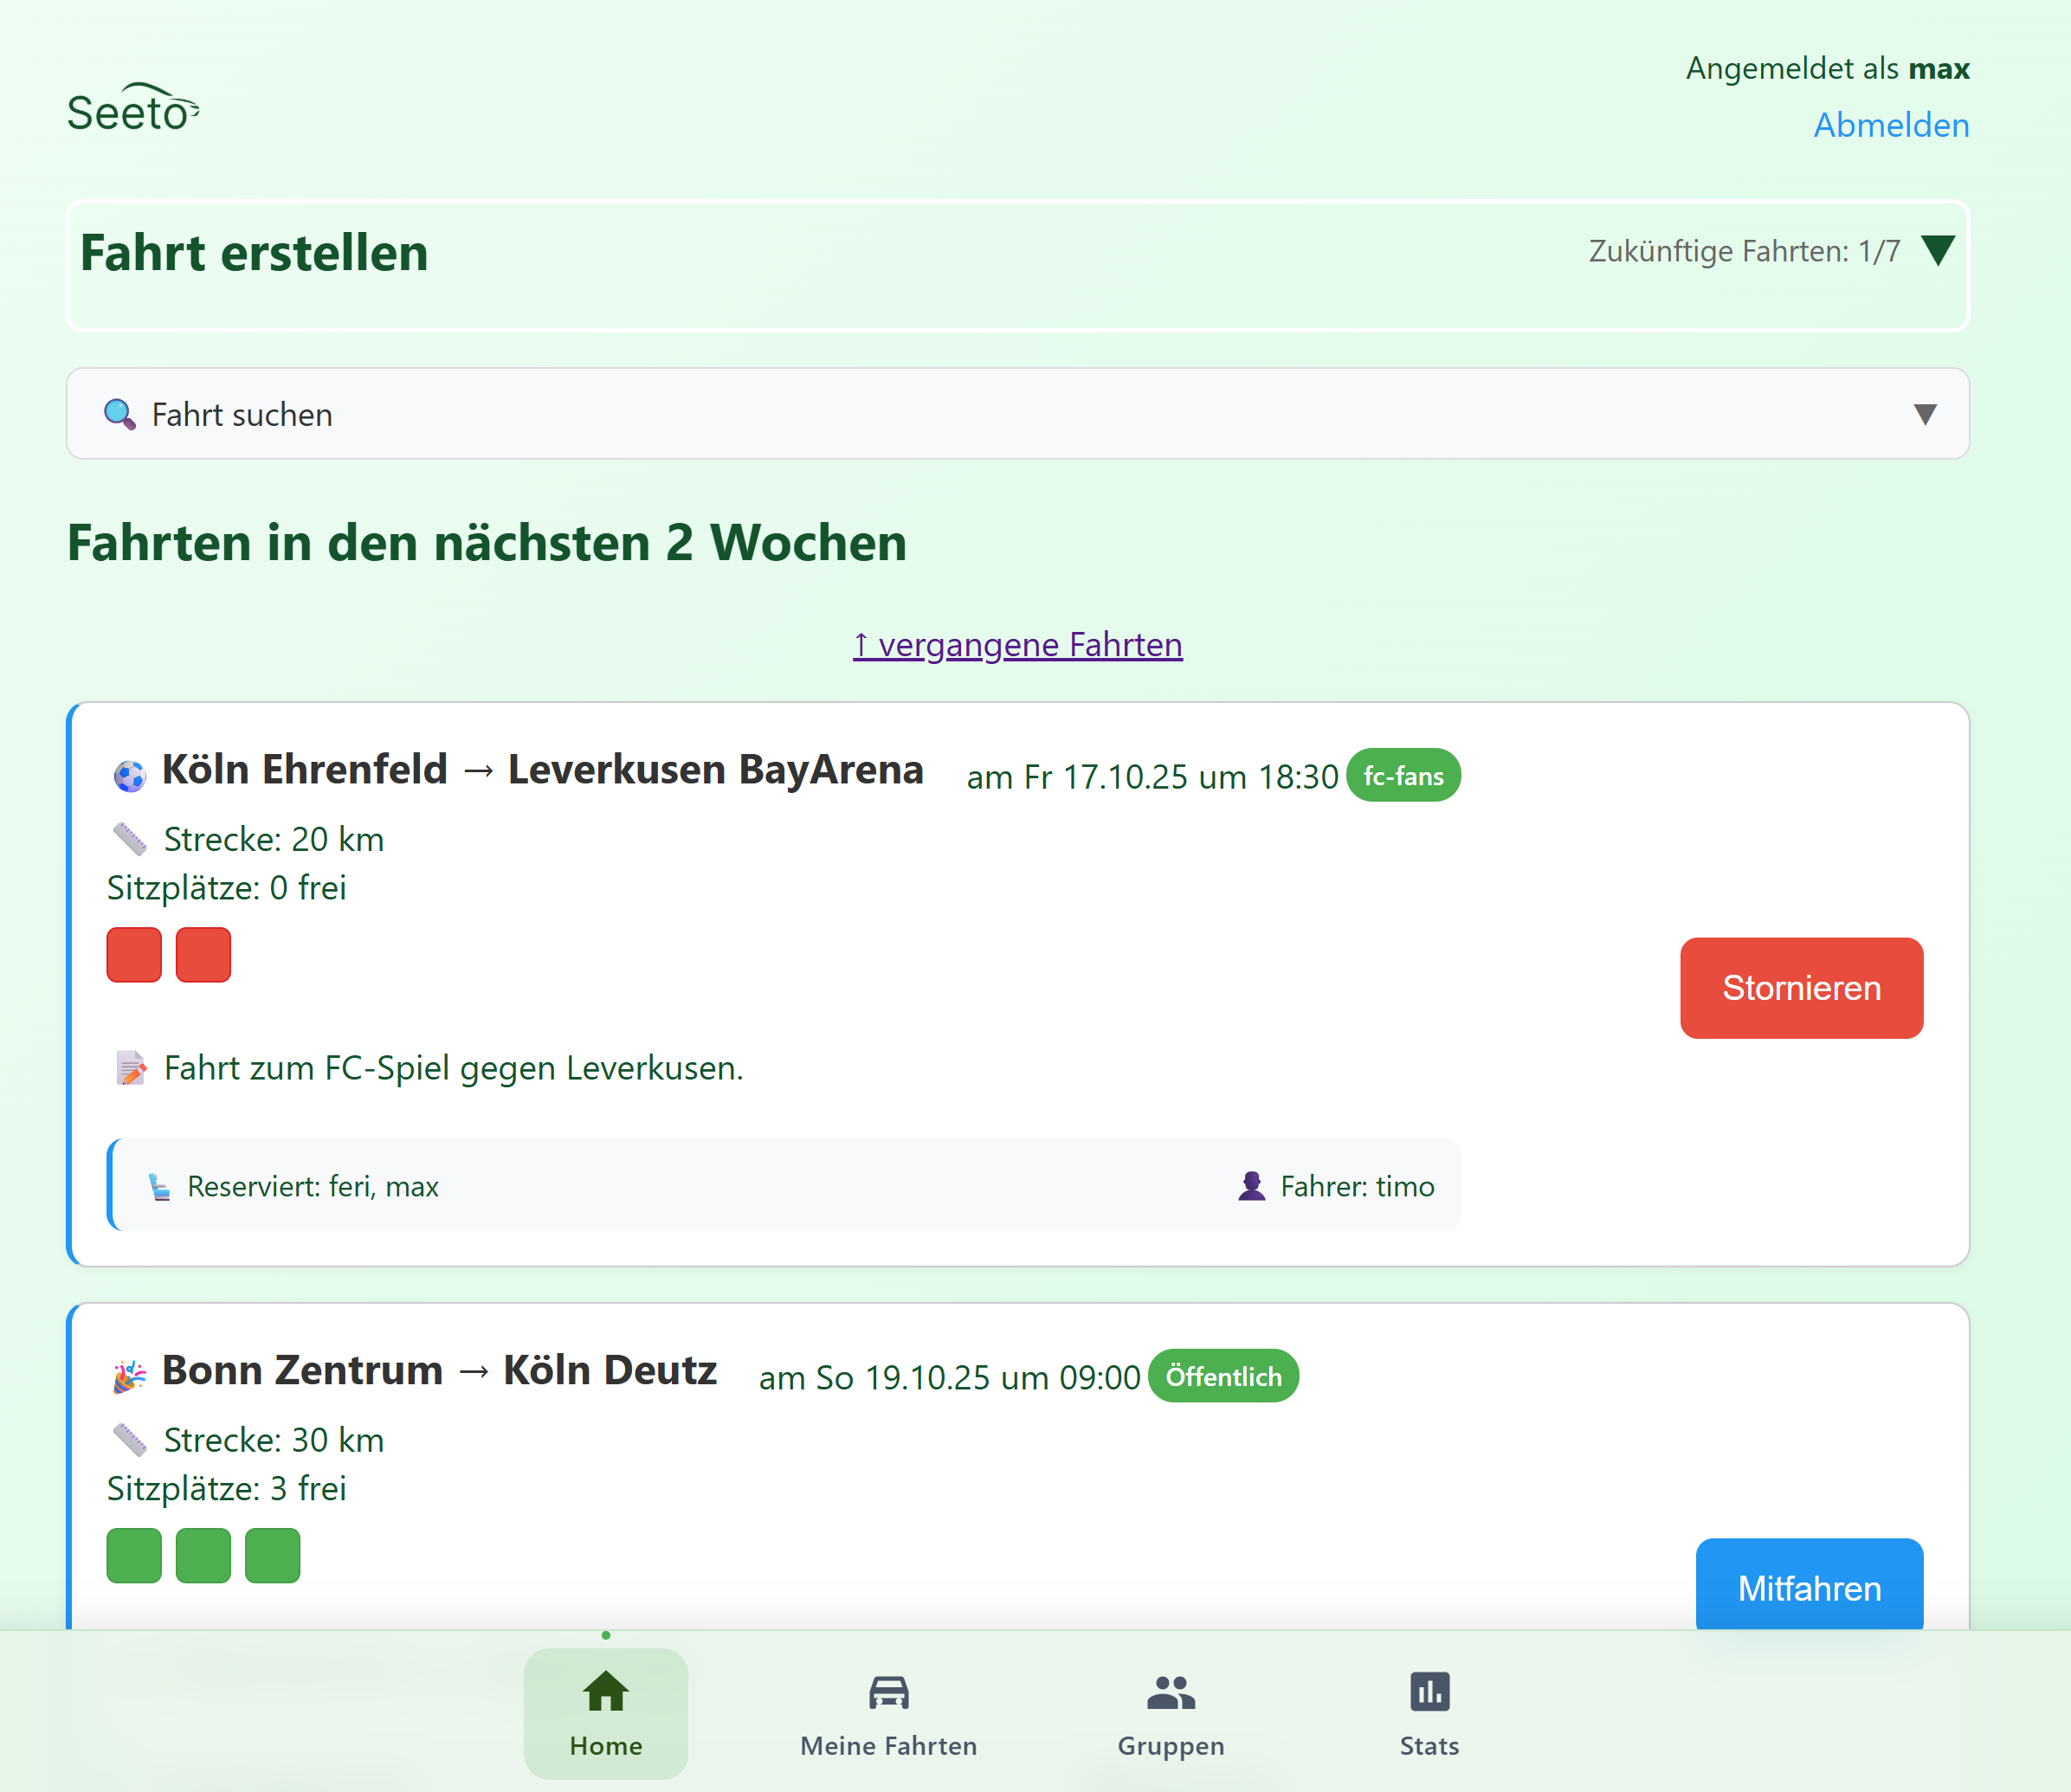 Seeto
Angemeldet als max
Abmelden
Fahrt erstellen
Zukünftige Fahrten: 1/7 ▼
🔍 Fahrt suchen ▼
Fahrten in den nächsten 2 Wochen
↑ vergangene Fahrten
⚽ Köln Ehrenfeld → Leverkusen BayArena am Fr 17.10.25 um 18:30 fc-fans
📏 Strecke: 20 km
Sitzplätze: 0 frei
Stornieren
📝 Fahrt zum FC-Spiel gegen Leverkusen.
💺 Reserviert: feri, max
👤 Fahrer: timo
🎉 Bonn Zentrum → Köln Deutz am So 19.10.25 um 09:00 Öffentlich
📏 Strecke: 30 km
Sitzplätze: 3 frei
Mitfahren
Home
Meine Fahrten
Gruppen
Stats